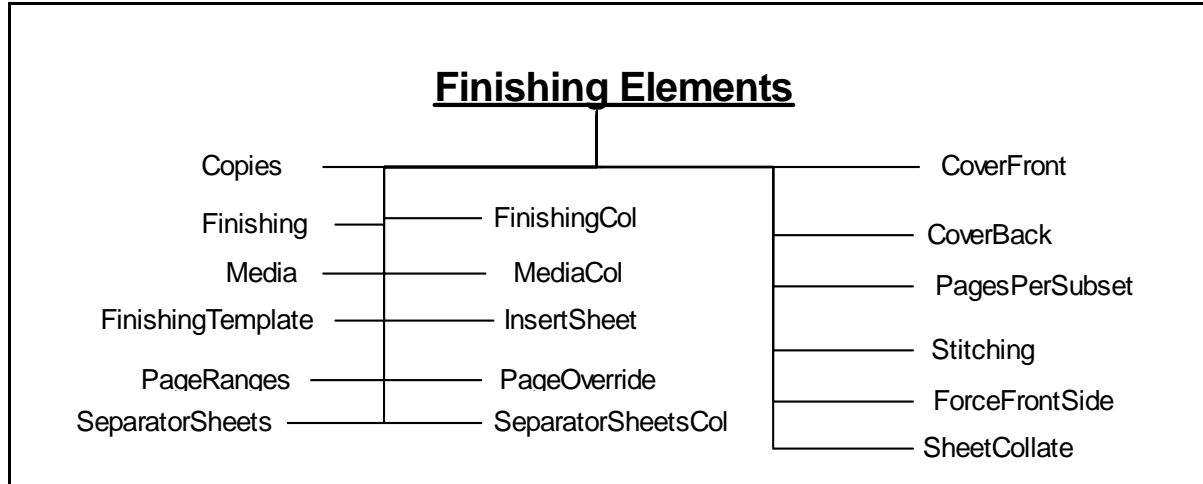 Finishing Elements
Copies
CoverFront
Finishing
FinishingCol
CoverBack
Media
MediaCol
PagesPerSubset
FinishingTemplate
InsertSheet
Stitching
PageRanges
PageOverride
ForceFrontSide
SeparatorSheets
SeparatorSheetsCol
SheetCollate